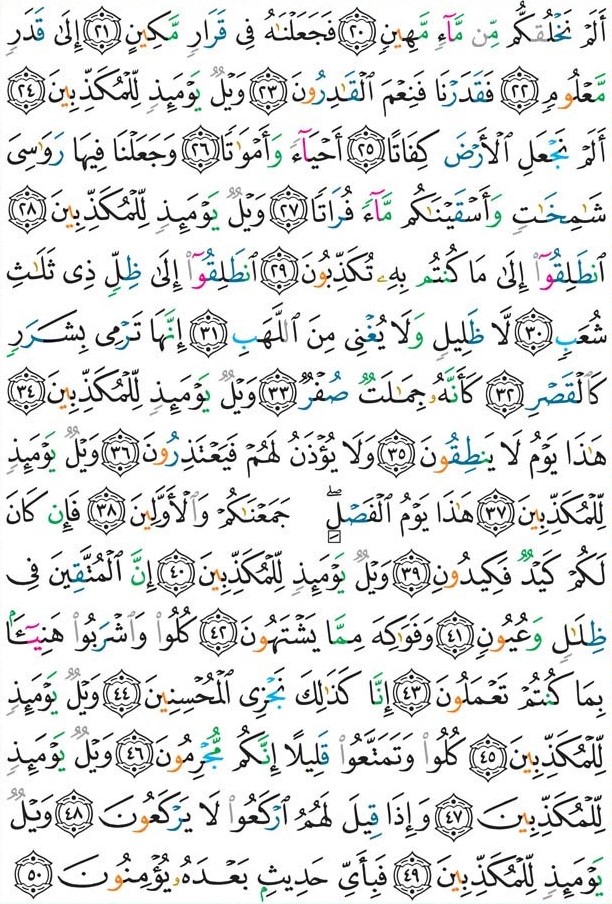 أَلَمْ نَخْلُقكُّم مِّن مَّآءٍ مَّهِينٍ ٢٠ فَجَعَلْنَٰهُ فِى قَرَارٍ مَّكِينٍ ٢١ إِلَىٰ قَدَرٍ
مَّعْلُومٍ ٢٢ فَقَدَرْنَا فَنِعْمَ ٱلْقَٰدِرُونَ ٢٣ وَيْلٌ يَوْمَئِذٍ لِّلْمُكَذِّبِينَ ٢٤
أَلَمْ نَجْعَلِ ٱلْأَرْضَ كِفَاتًا ٢٥ أَحْيَآءً وَأَمْوَٰتًا ٢٦ وَجَعَلْنَا فِيهَا رَوَٰسِىَ
شَٰمِخَٰتٍ وَأَسْقَيْنَٰكُم مَّآءً فُرَاتًا ٢٧ وَيْلٌ يَوْمَئِذٍ لِّلْمُكَذِّبِينَ ٢٨
ٱنطَلِقُوٓا۟ إِلَىٰ مَا كُنتُم بِهِۦ تُكَذِّبُونَ ٢٩ ٱنطَلِقُوٓا۟ إِلَىٰ ظِلٍّ ذِى ثَلَٰثِ
شُعَبٍ ٣٠ لَّا ظَلِيلٍ وَلَا يُغْنِى مِنَ ٱللَّهَبِ ٣١ إِنَّهَا تَرْمِى بِشَرَرٍ
كَٱلْقَصْرِ ٣٢ كَأَنَّهُۥ جِمَٰلَتٌ صُفْرٌ ٣٣ وَيْلٌ يَوْمَئِذٍ لِّلْمُكَذِّبِينَ ٣٤
هَٰذَا يَوْمُ لَا يَنطِقُونَ ٣٥ وَلَا يُؤْذَنُ لَهُمْ فَيَعْتَذِرُونَ ٣٦ وَيْلٌ يَوْمَئِذٍ
لِّلْمُكَذِّبِينَ ٣٧ هَٰذَا يَوْمُ ٱلْفَصْلِ ۖ جَمَعْنَٰكُمْ وَٱلْأَوَّلِينَ ٣٨ فَإِن كَانَ
لَكُمْ كَيْدٌ فَكِيدُونِ ٣٩ وَيْلٌ يَوْمَئِذٍ لِّلْمُكَذِّبِينَ ٤٠ إِنَّ ٱلْمُتَّقِينَ فِى
ظِلَٰلٍ وَعُيُونٍ ٤١ وَفَوَٰكِهَ مِمَّا يَشْتَهُونَ ٤٢ كُلُوا۟ وَٱشْرَبُوا۟ هَنِيٓـًٔۢا
بِمَا كُنتُمْ تَعْمَلُونَ ٤٣ إِنَّا كَذَٰلِكَ نَجْزِى ٱلْمُحْسِنِينَ ٤٤ وَيْلٌ يَوْمَئِذٍ
لِّلْمُكَذِّبِينَ ٤٥ كُلُوا۟ وَتَمَتَّعُوا۟ قَلِيلًا إِنَّكُم مُّجْرِمُونَ ٤٦ وَيْلٌ يَوْمَئِذٍ
لِّلْمُكَذِّبِينَ ٤٧ وَإِذَا قِيلَ لَهُمُ ٱرْكَعُوا۟ لَا يَرْكَعُونَ ٤٨ وَيْلٌ
يَوْمَئِذٍ لِّلْمُكَذِّبِينَ ٤٩ فَبِأَىِّ حَدِيثٍۭ بَعْدَهُۥ يُؤْمِنُونَ ٥٠